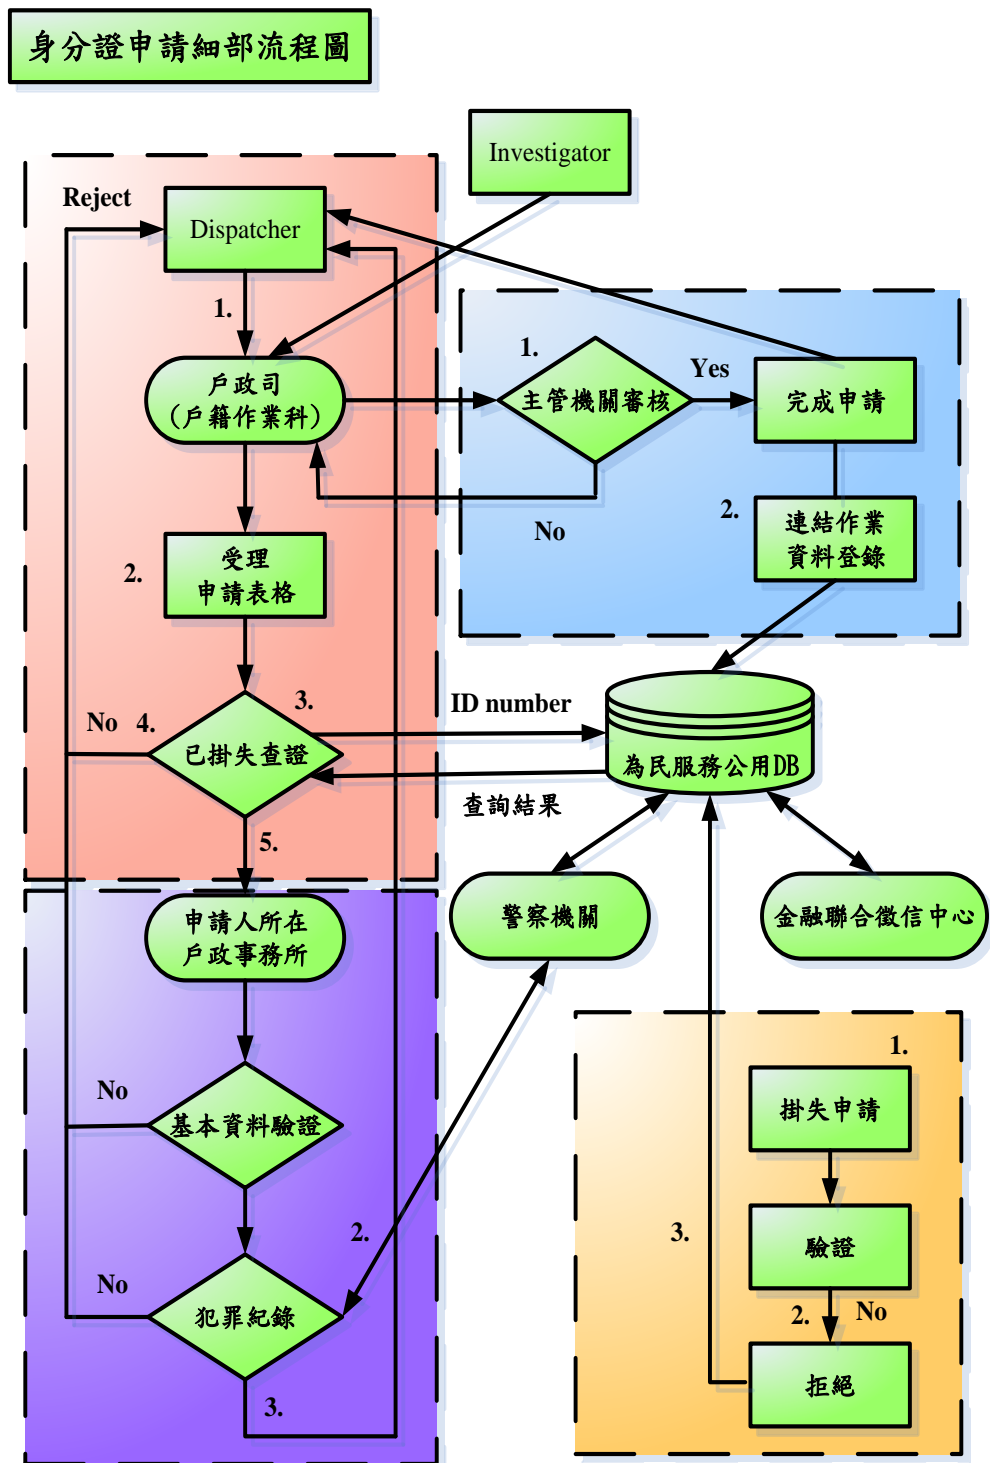 身分證申請細部流程圖
Investigator
Reject
Dispatcher
1.
戶政司
(戶籍作業科)
1.
主管機關審核
Yes
完成申請
No
2.
連結作業
資料登錄
2.
受理
申請表格
No
4.
3.
已掛失查證
ID number
為民服務公用DB
查詢結果
5.
申請人所在
戶政事務所
警察機關
金融聯合徵信中心
No
基本資料驗證
2.
No
犯罪紀錄
3.
1.
掛失申請
3.
驗證
2.
No
拒絕